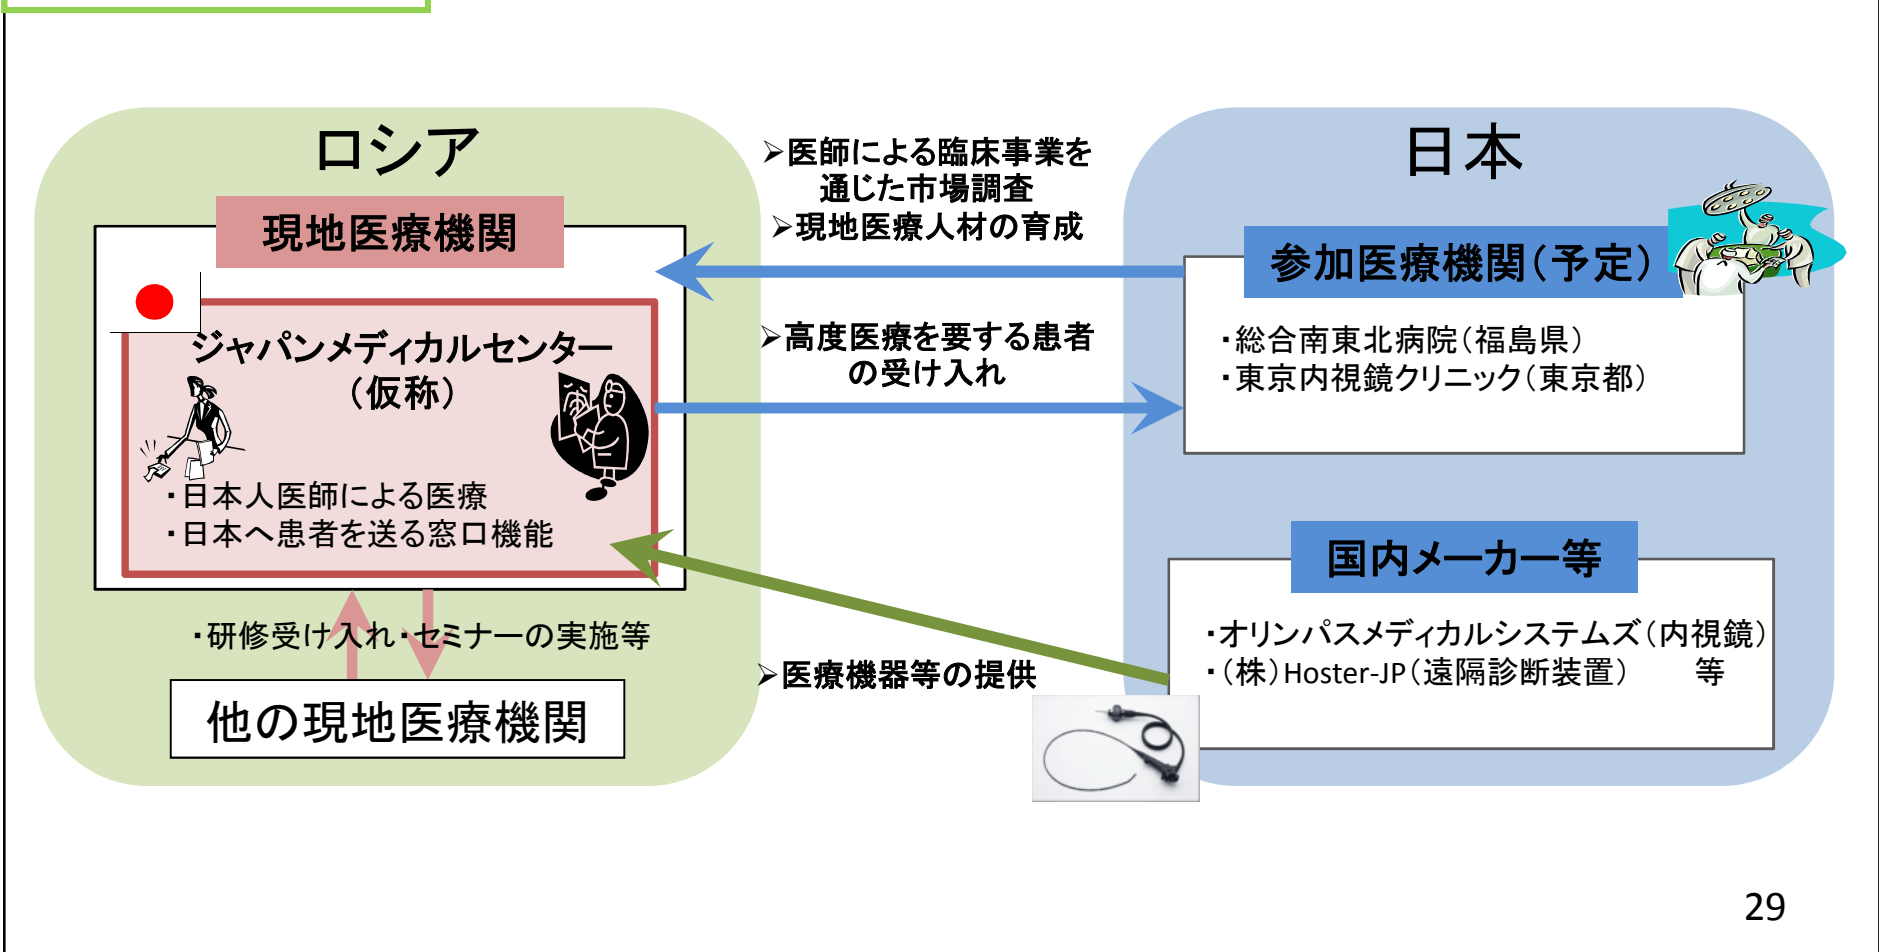 ロシア
現地医療機関
ジャパンメディカルセンター
（仮称）
・日本人医師による医療
・日本へ患者を送る窓口機能
・研修受け入れ・セミナーの実施等
他の現地医療機関
➢医師による臨床事業を
通じた市場調査
➢現地医療人材の育成
➢高度医療を要する患者
の受け入れ
➢医療機器等の提供
日本
参加医療機関（予定）
・総合南東北病院（福島県）
・東京内視鏡クリニック（東京都）
国内メーカー等
・オリンパスメディカルシステムズ（内視鏡）
・（株）Hoster-JP（遠隔診断装置）　　等
29